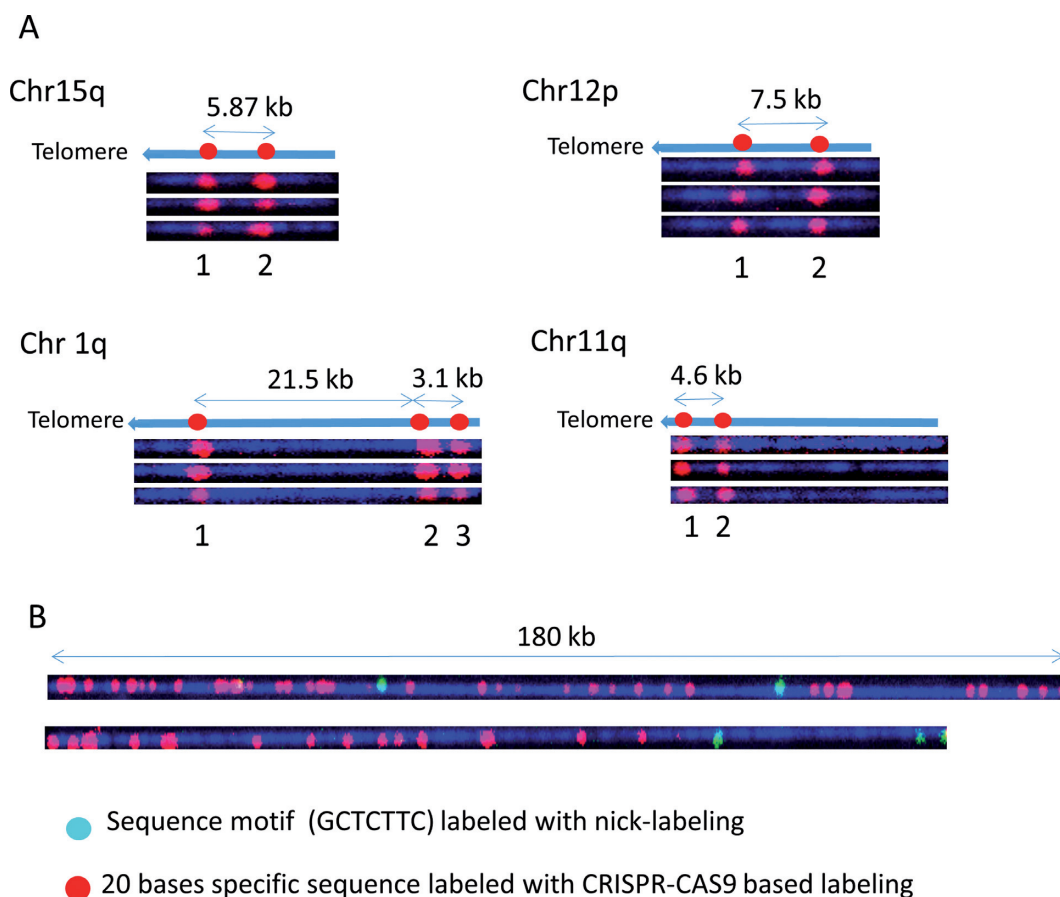 A
Chr15q
5.87 kb
Telomere
1 2
Chr12p
7.5 kb
Telomere
1 2
Chr 1q
21.5 kb 3.1 kb
Telomere
1 2 3
Chr11q
4.6 kb
Telomere
1 2
B
180 kb
Sequence motif (GCTCTTC) labeled with nick-labeling
20 bases specific sequence labeled with CRISPR-CAS9 based labeling